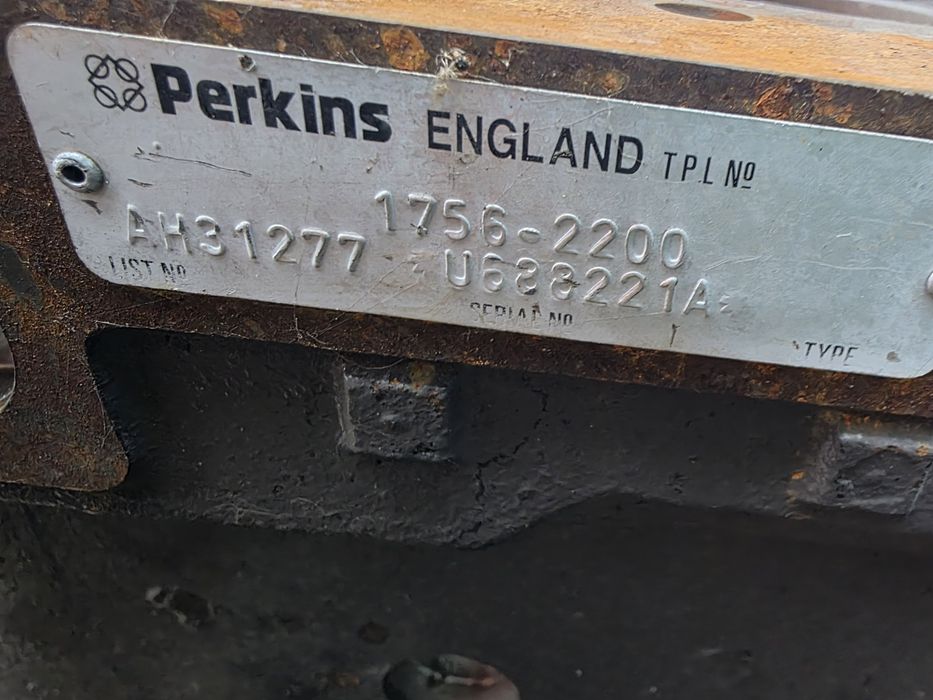 Perkins ENGLAND T.P.L Nº
1756-2200
AH31277 U688221A
LIST Nº SERIAL NO TYPE